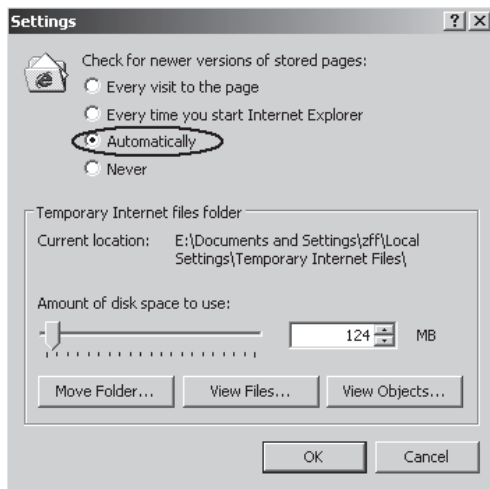 Settings
Check for newer versions of stored pages:
Every visit to the page
Every time you start Internet Explorer
Automatically
Never
Temporary Internet files folder
Current location: E:\Documents and Settings\zff\Local
Settings\Temporary Internet Files\
Amount of disk space to use:
124 MB
Move Folder... View Files... View Objects...
OK Cancel